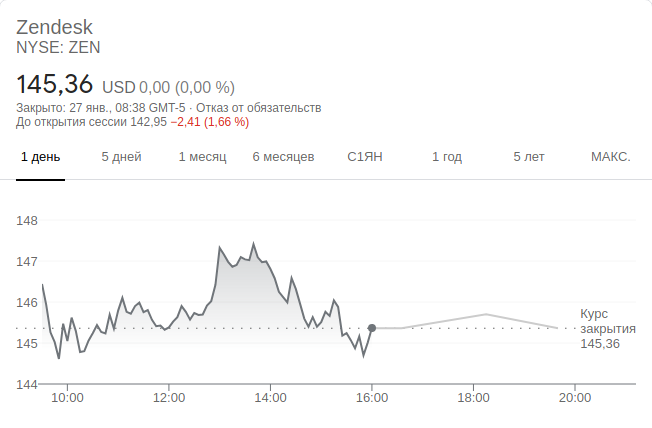 Zendesk
NYSE: ZEN
145,36 USD 0,00 (0,00 %)
Закрыто: 27 янв., 08:38 GMT-5 · Отказ от обязательств
До открытия сессии 142,95 −2,41 (1,66 %)
1 день 5 дней 1 месяц 6 месяцев С1ЯН 1 год 5 лет МАКС.
148
147
146
145
144
Курс
закрытия
145,36
10:00 12:00 14:00 16:00 18:00 20:00